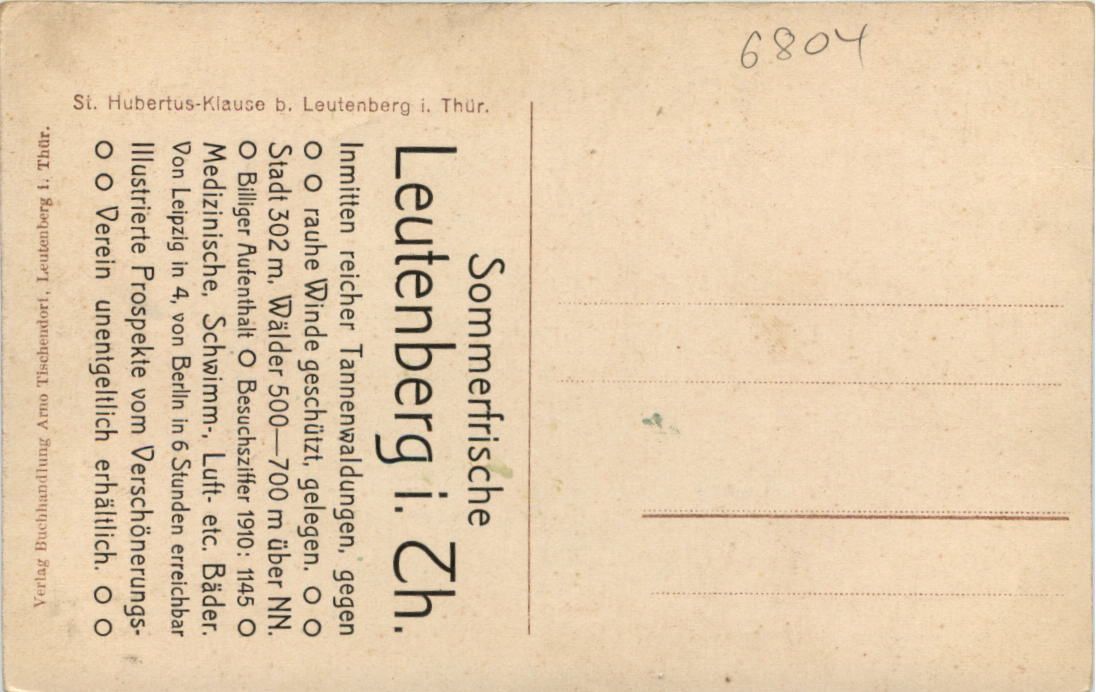 6804
St. Hubertus-Klause b. Leutenberg i. Thür.
Sommerfrische
Leutenberg i. Th.
Inmitten reicher Tannenwaldungen, gegen
○ ○ rauhe Winde geschützt, gelegen. ○ ○
Stadt 302 m, Wälder 500—700 m über NN.
○ Billiger Aufenthalt ○ Besuchsziffer 1910: 1145 ○
Medizinische, Schwimm-, Luft- etc. Bäder.
Von Leipzig in 4, von Berlin in 6 Stunden erreichbar
Illustrierte Prospekte vom Verschönerungs-
○ ○ Verein unentgeltlich erhältlich. ○ ○
Verlag Buchhandlung Arno Tischendorf, Leutenberg i. Thür.